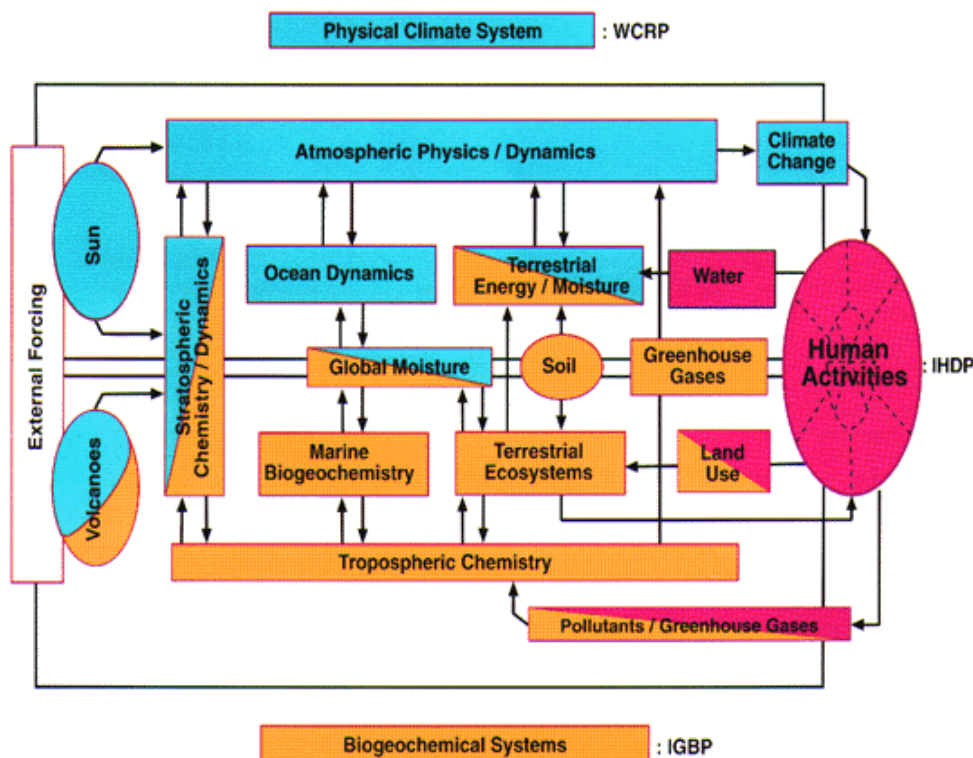 Physical Climate System : WCRP
Atmospheric Physics / Dynamics
Climate
Change
External Forcing
Sun
Stratospheric
Chemistry / Dynamics
Ocean Dynamics
Terrestrial
Energy / Moisture
Water
Global Moisture
Soil
Greenhouse
Gases
Human
Activities
: IHDP
Volcanoes
Marine
Biogeochemistry
Terrestrial
Ecosystems
Land
Use
Tropospheric Chemistry
Pollutants / Greenhouse Gases
Biogeochemical Systems : IGBP